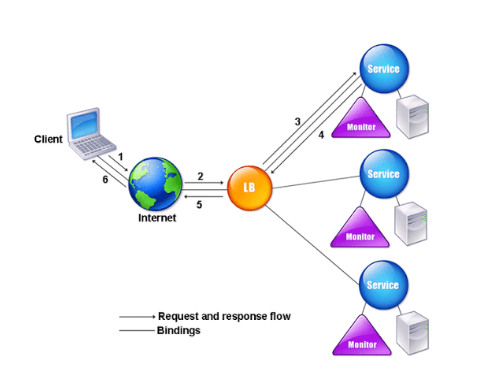 Service
3
4
Monitor
Client
1
6
2
LB
5
Internet
Service
Monitor
Service
Monitor
Request and response flow
Bindings